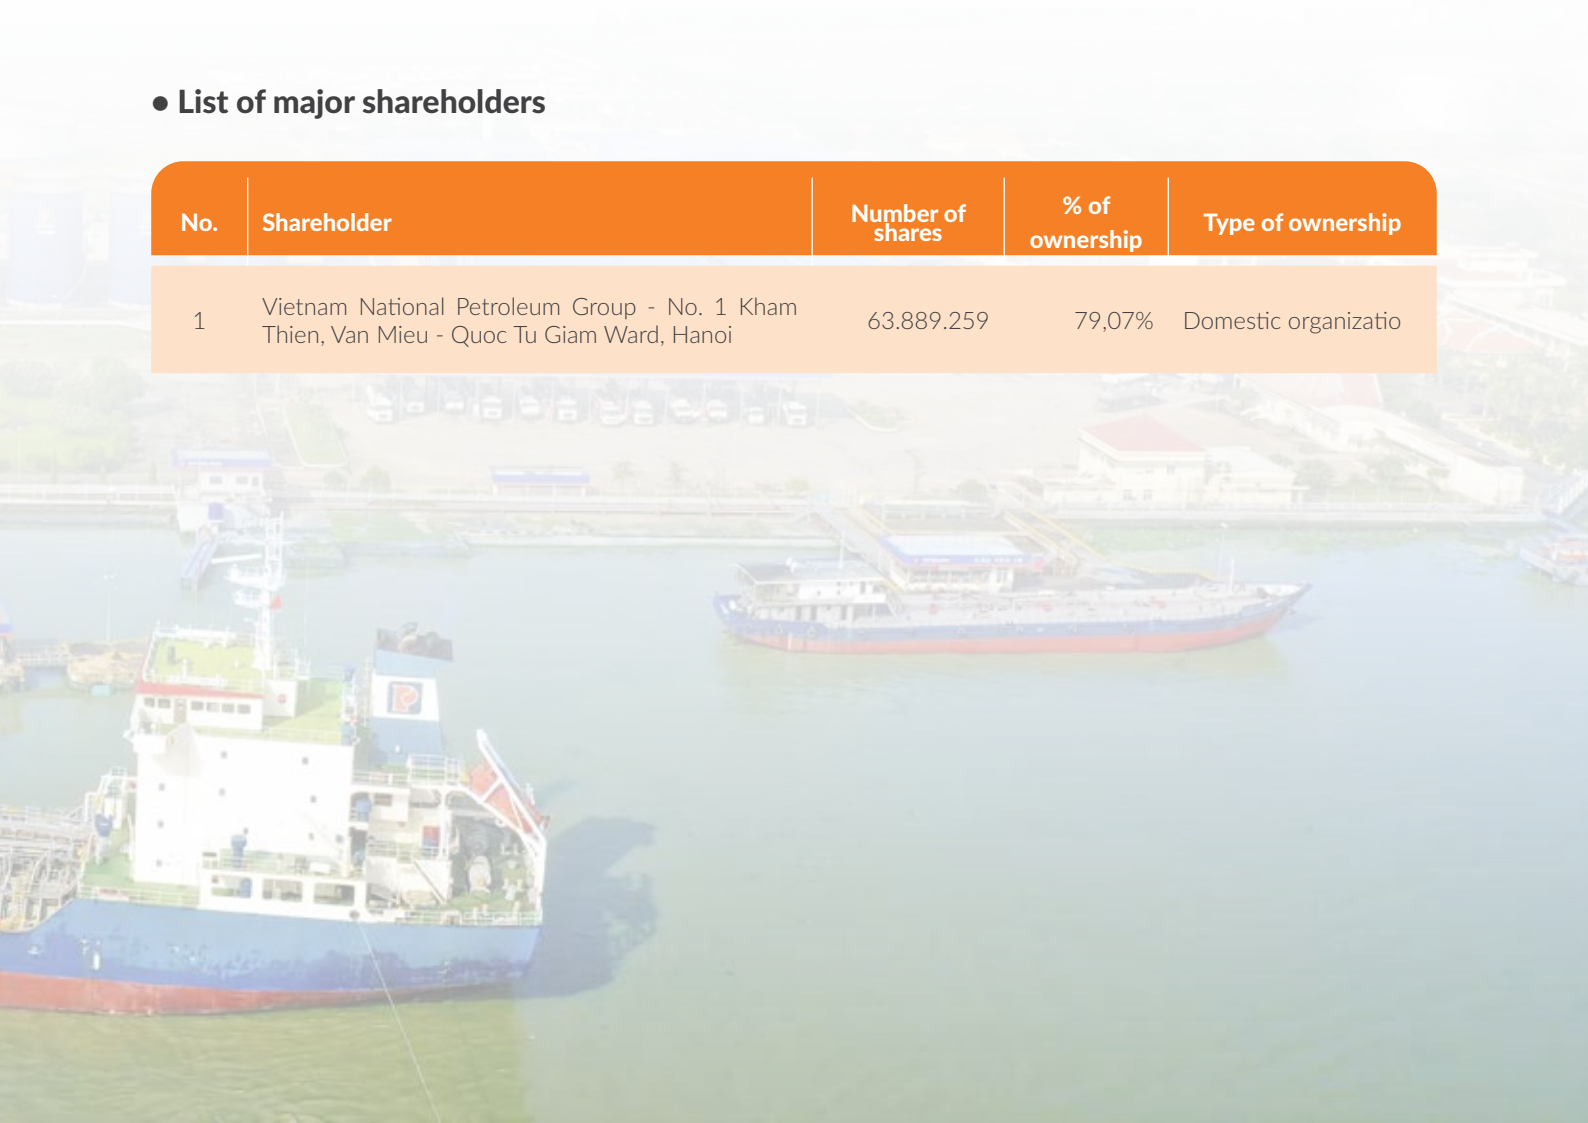 • List of major shareholders
No.
Shareholder
Number of
shares
% of
ownership
Type of ownership
1
Vietnam National Petroleum Group - No. 1 Kham
Thien, Van Mieu - Quoc Tu Giam Ward, Hanoi
63.889.259
79,07%
Domestic organizatio